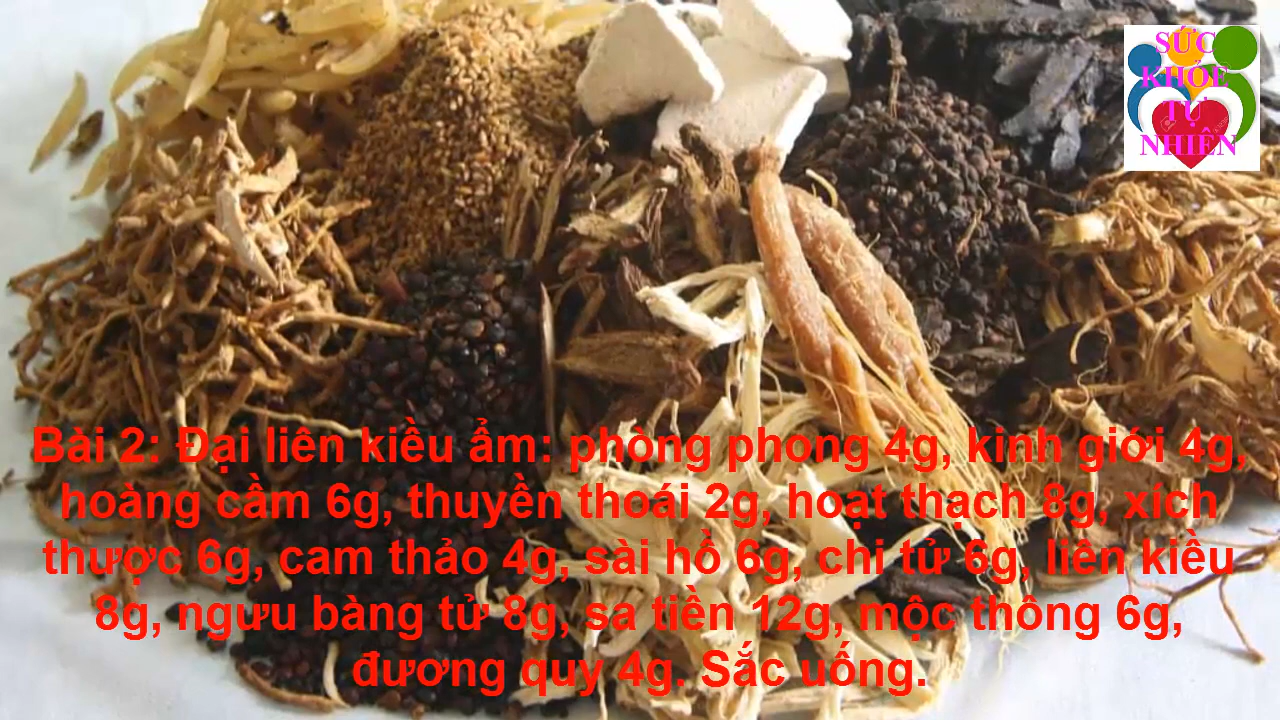 SỨC
KHỎE
TỰ
NHIÊN
Bài 2: Đại liên kiều ẩm: phòng phong 4g, kinh giới 4g,
hoàng cầm 6g, thuyền thoái 2g, hoạt thạch 8g, xích
thược 6g, cam thảo 4g, sài hồ 6g, chi tử 6g, liên kiều
8g, ngưu bàng tử 8g, sa tiền 12g, mộc thông 6g,
đương quy 4g. Sắc uống.